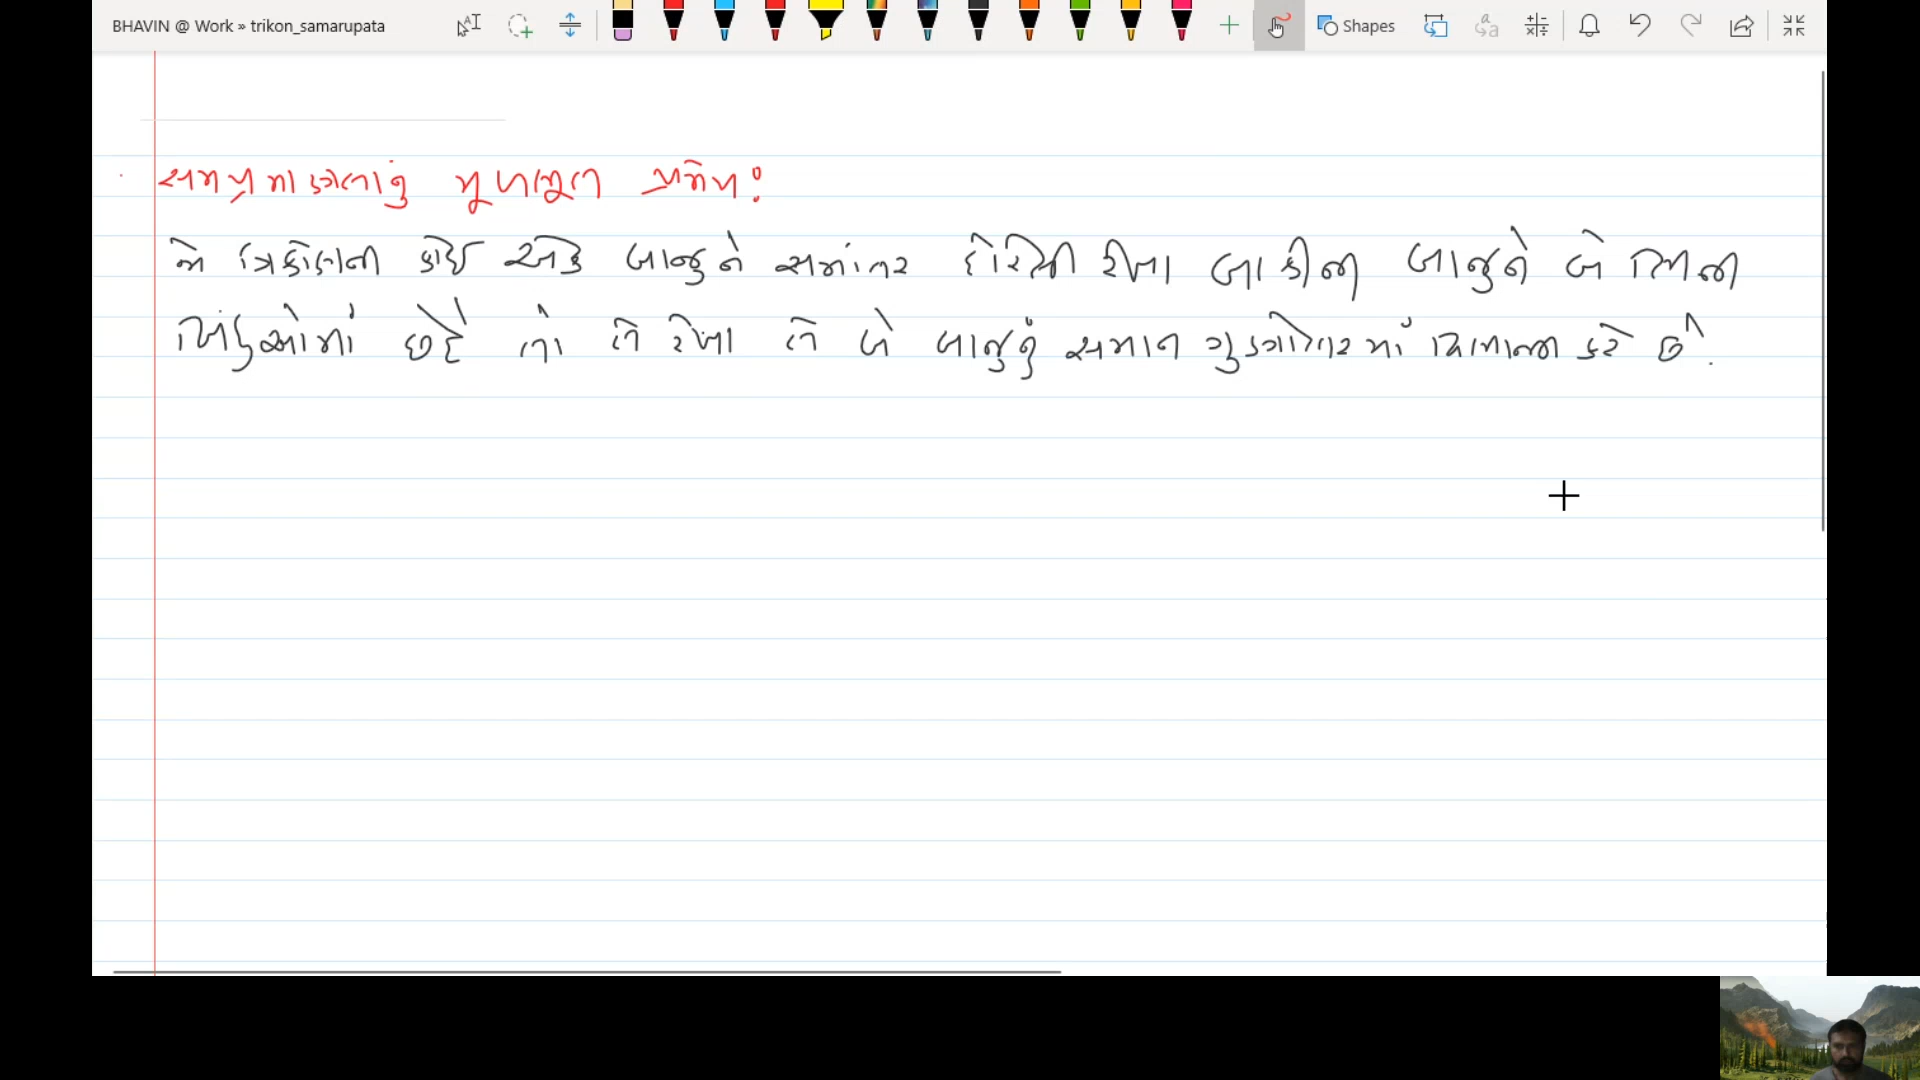 BHAVIN @ Work » trikon_samarupata
Shapes
સમપ્રમાણતાનું મૂળભૂત પ્રમેય:
જો ત્રિકોણની કોઈ એક બાજુને સમાંતર દોરેલી રેખા બાકીની બાજુને બે ભિન્ન
બિંદુઓમાં છેદે તો તે રેખા તે બે બાજુનું સમાન ગુણોત્તરમાં વિભાજન કરે છે.